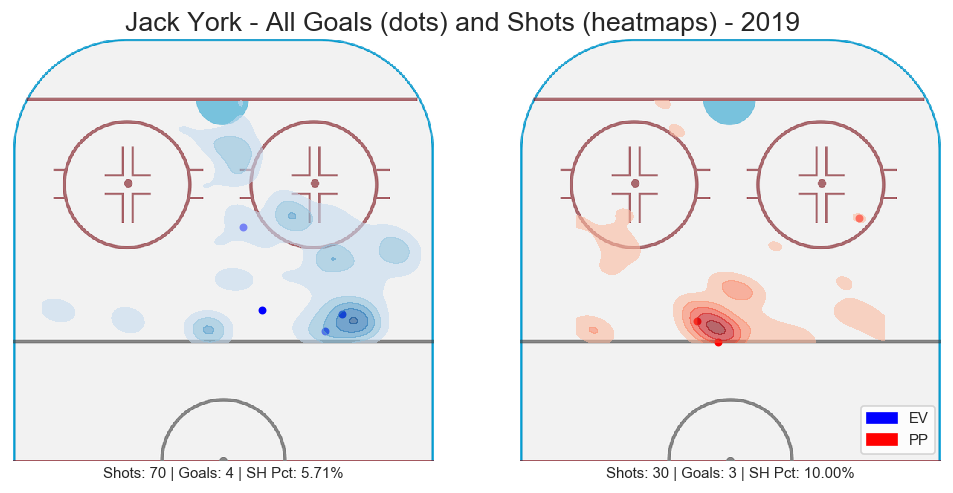 Jack York - All Goals (dots) and Shots (heatmaps) - 2019
EV
PP
Shots: 70 | Goals: 4 | SH Pct: 5.71%
Shots: 30 | Goals: 3 | SH Pct: 10.00%